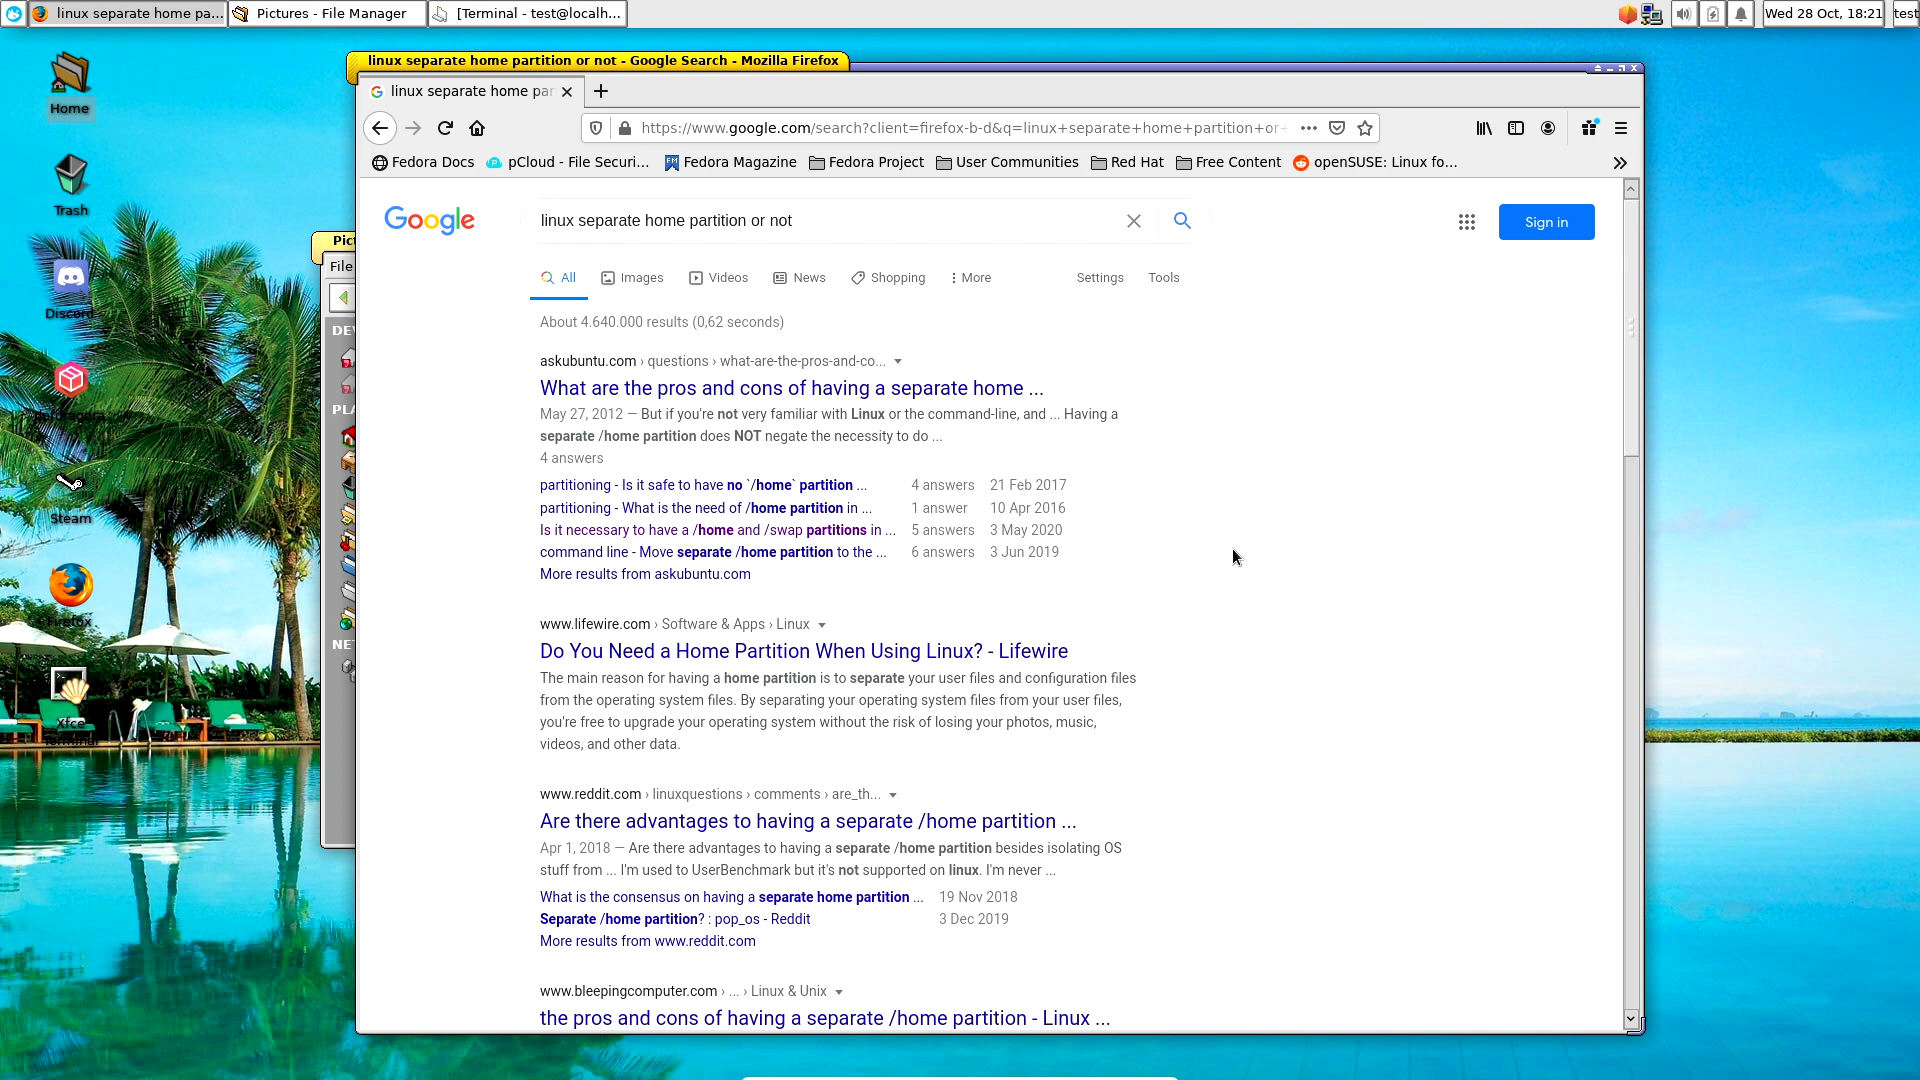 linux separate home pa...
Pictures - File Manager
[Terminal - test@localh...
Wed 28 Oct, 18:21
test
linux separate home partition or not - Google Search - Mozilla Firefox
linux separate home par
https://www.google.com/search?client=firefox-b-d&q=linux+separate+home+partition+or+
Fedora Docs
pCloud - File Securi...
Fedora Magazine
Fedora Project
User Communities
Red Hat
Free Content
openSUSE: Linux fo...
Home
Trash
Discord
Steam
Firefox
Xfce
Terminal
Pict
File
DE
PL
NE
Google
linux separate home partition or not
Sign in
All
Images
Videos
News
Shopping
More
Settings
Tools
About 4.640.000 results (0,62 seconds)
askubuntu.com › questions › what-are-the-pros-and-co...
What are the pros and cons of having a separate home ...
May 27, 2012 — But if you're not very familiar with Linux or the command-line, and ... Having a
separate /home partition does NOT negate the necessity to do ...
4 answers
partitioning - Is it safe to have no `/home` partition ... 4 answers 21 Feb 2017
partitioning - What is the need of /home partition in ... 1 answer 10 Apr 2016
Is it necessary to have a /home and /swap partitions in ... 5 answers 3 May 2020
command line - Move separate /home partition to the ... 6 answers 3 Jun 2019
More results from askubuntu.com
www.lifewire.com › Software & Apps › Linux
Do You Need a Home Partition When Using Linux? - Lifewire
The main reason for having a home partition is to separate your user files and configuration files
from the operating system files. By separating your operating system files from your user files,
you're free to upgrade your operating system without the risk of losing your photos, music,
videos, and other data.
www.reddit.com › linuxquestions › comments › are_th...
Are there advantages to having a separate /home partition ...
Apr 1, 2018 — Are there advantages to having a separate /home partition besides isolating OS
stuff from ... I'm used to UserBenchmark but it's not supported on linux. I'm never ...
What is the consensus on having a separate home partition ... 19 Nov 2018
Separate /home partition? : pop_os - Reddit 3 Dec 2019
More results from www.reddit.com
www.bleepingcomputer.com › ... › Linux & Unix
the pros and cons of having a separate /home partition - Linux ...